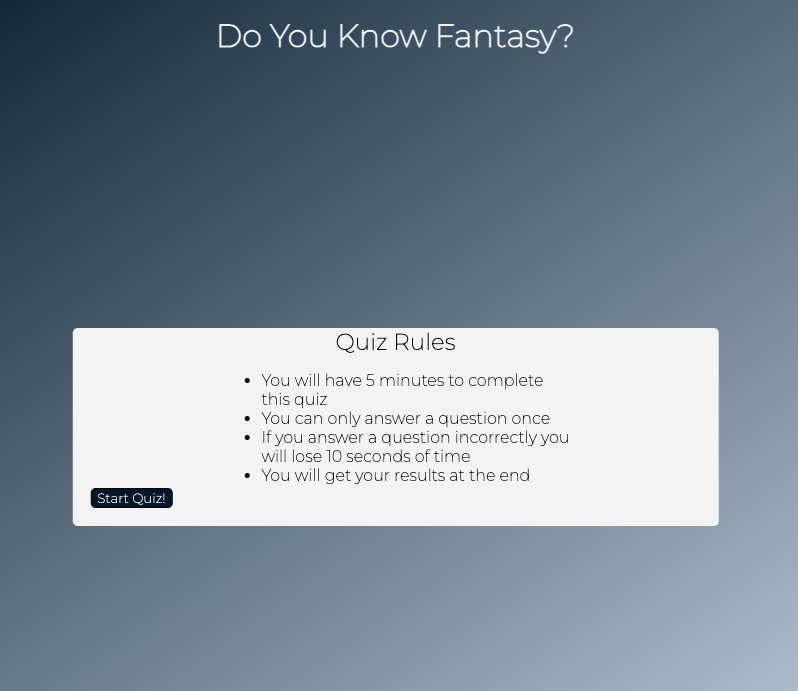 Do You Know Fantasy?
Quiz Rules
You will have 5 minutes to complete
this quiz
You can only answer a question once
If you answer a question incorrectly you
will lose 10 seconds of time
You will get your results at the end
Start Quiz!